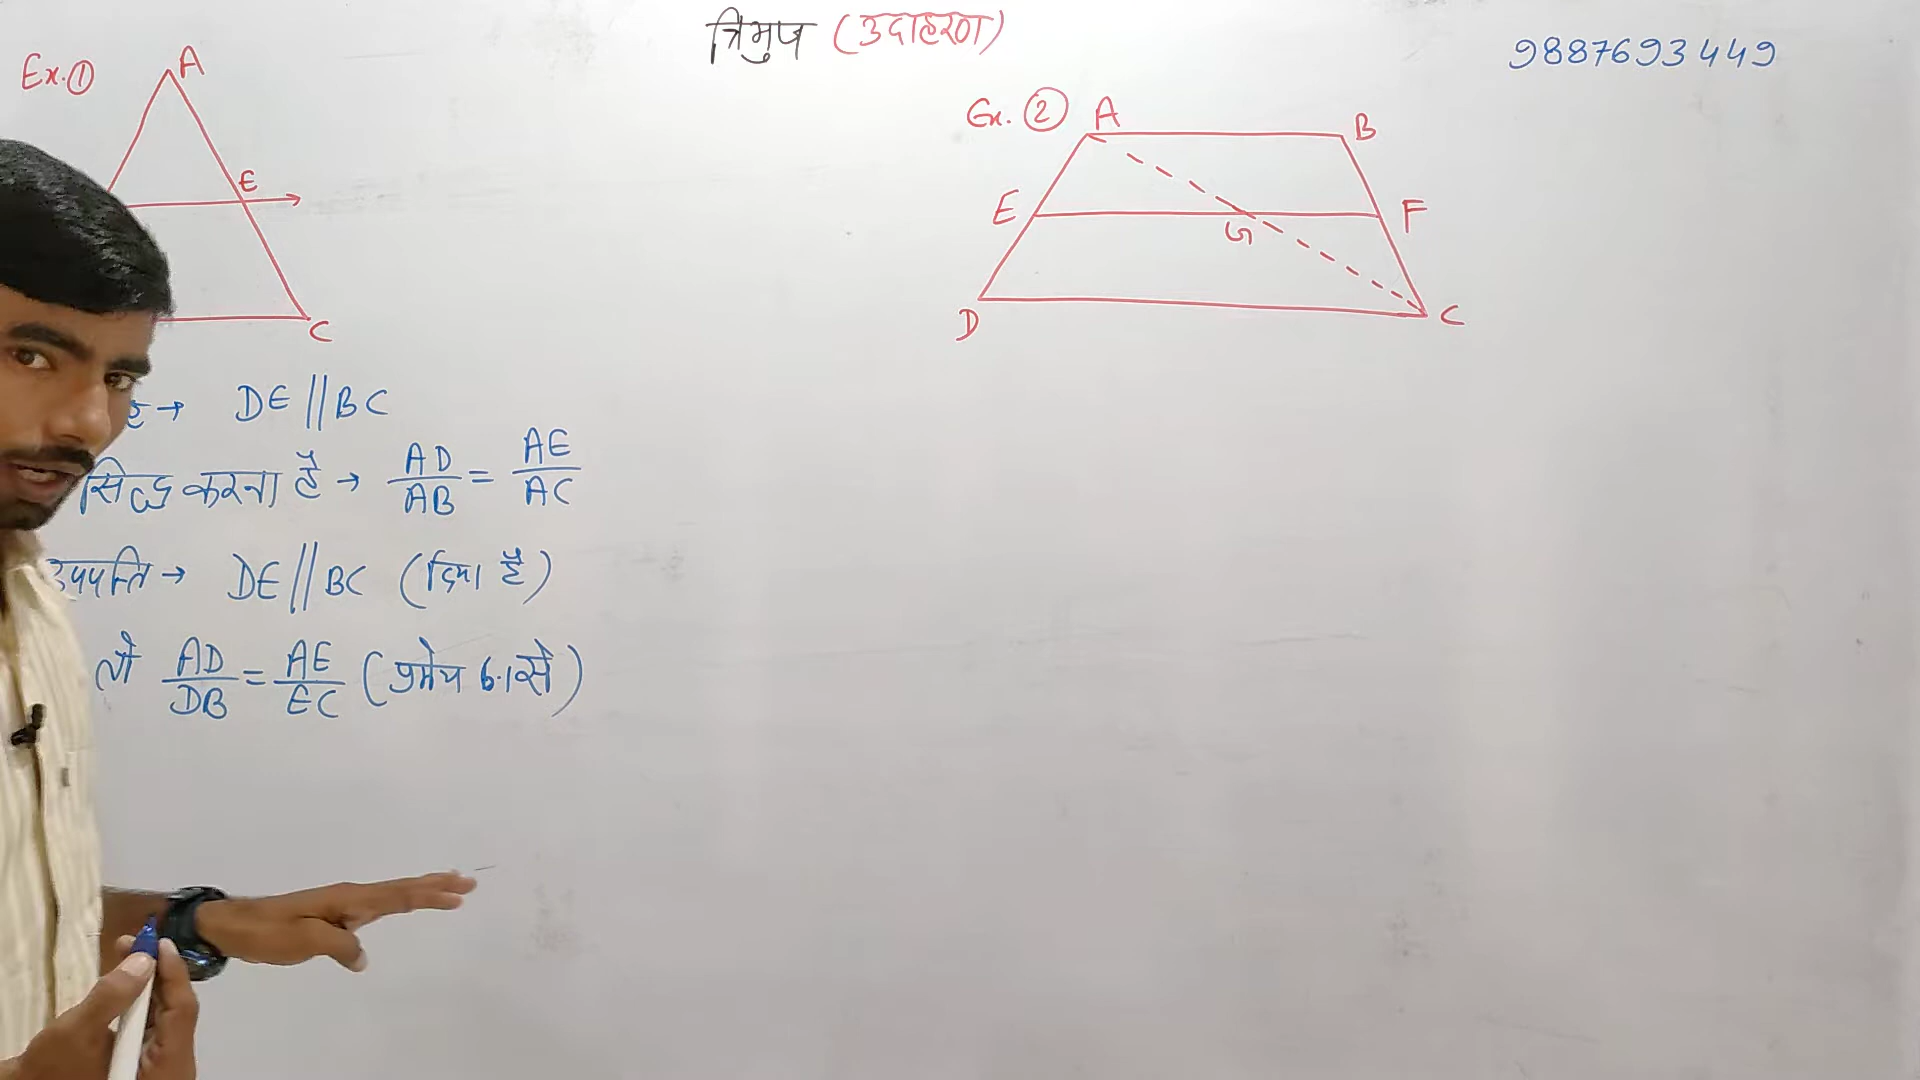 त्रिभुज (उदाहरण)
9887693449
Ex. ①
A
E
C
→ DE || BC
सिद्ध करना है → AD/AB = AE/AC
उपपत्ति → DE || BC (दिया है)
तो AD/DB = AE/EC (प्रमेय 6.1 से)
Ex. ②
A
B
E
F
G
D
C